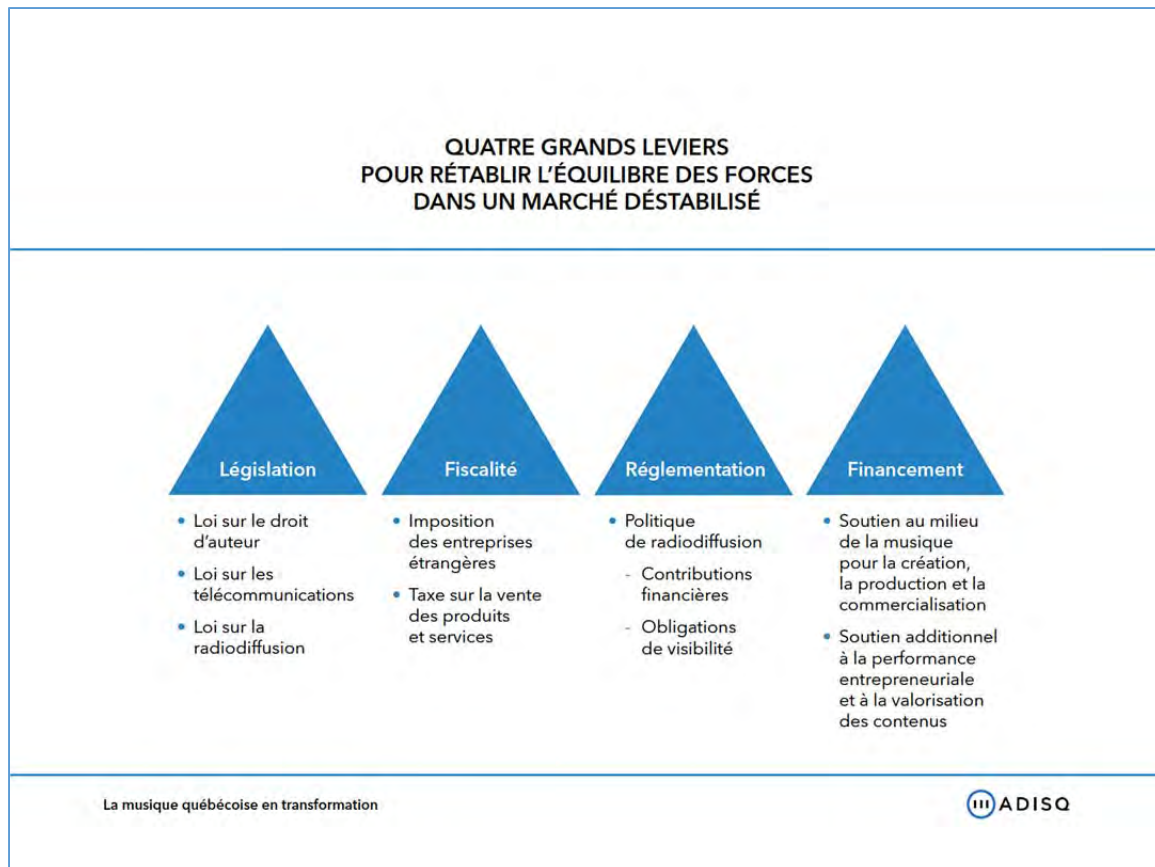 QUATRE GRANDS LEVIERS
POUR RÉTABLIR L'ÉQUILIBRE DES FORCES
DANS UN MARCHÉ DÉSTABILISÉ
Législation
• Loi sur le droit
d'auteur
• Loi sur les
télécommunications
• Loi sur la
radiodiffusion
Fiscalité
• Imposition
des entreprises
étrangères
• Taxe sur la vente
des produits
et services
Réglementation
• Politique
de radiodiffusion
- Contributions
financières
- Obligations
de visibilité
Financement
• Soutien au milieu
de la musique
pour la création,
la production et la
commercialisation
• Soutien additionnel
à la performance
entrepreneuriale
et à la valorisation
des contenus
La musique québécoise en transformation
ADISQ